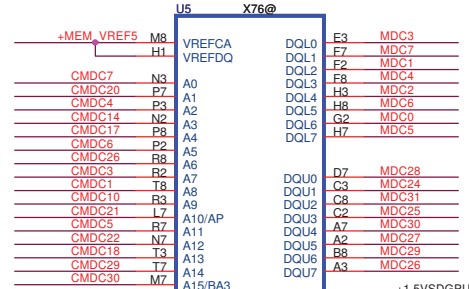 U5 X76@
+MEM_VREF5 M8 VREFCA DQL0 E3 MDC3
H1 VREFDQ DQL1 F7 MDC7
DQL2 F2 MDC1
CMDC7 N3 A0 DQL3 F8 MDC4
CMDC20 P7 A1 DQL4 H3 MDC2
CMDC4 P3 A2 DQL5 H8 MDC6
CMDC14 N2 A3 DQL6 G2 MDC0
CMDC17 P8 A4 DQL7 H7 MDC5
CMDC6 P2 A5
CMDC26 R8 A6
CMDC3 R2 A7 DQU0 D7 MDC28
CMDC1 T8 A8 DQU1 C3 MDC24
CMDC10 R3 A9 DQU2 C8 MDC31
CMDC21 L7 A10/AP DQU3 C2 MDC25
CMDC5 R7 A11 DQU4 A7 MDC30
CMDC22 N7 A12 DQU5 A2 MDC27
CMDC18 T3 A13 DQU6 B8 MDC29
CMDC29 T7 A14 DQU7 A3 MDC26
CMDC30 M7 A15/BA3 +1.5VSDGPU